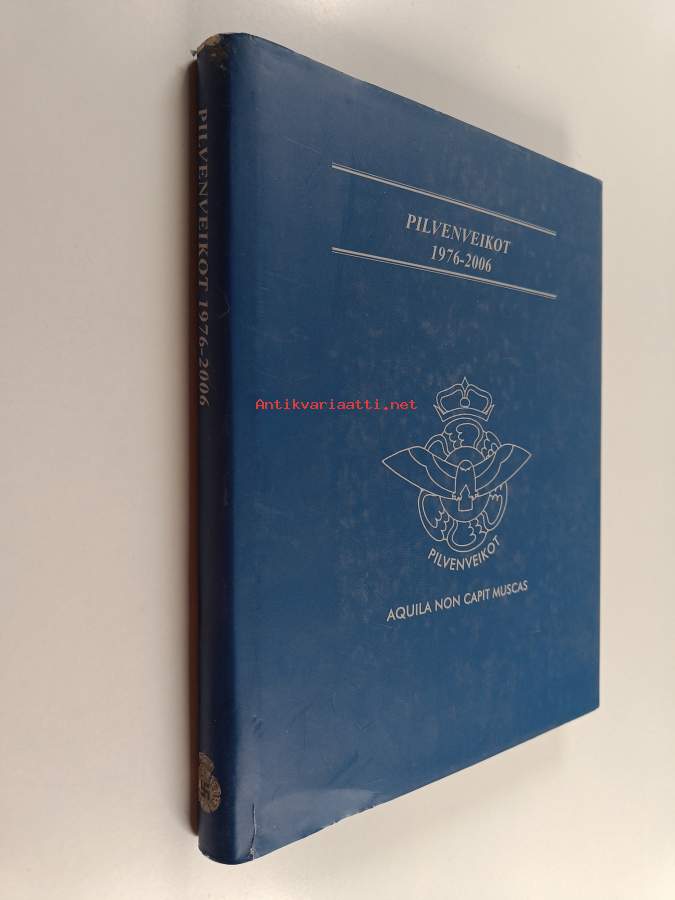 PILVENVEIKOT 1976-2006
PILVENVEIKOT
1976-2006
Antikvariaatti.net
PILVENVEIKOT
AQUILA NON CAPIT MUSCAS